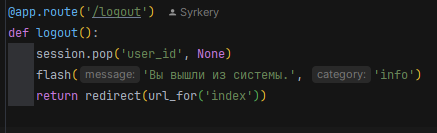 @app.route('/logout') Syrkery
def logout():
session.pop('user_id', None)
flash( message: 'Вы вышли из системы.', category: 'info')
return redirect(url_for('index'))